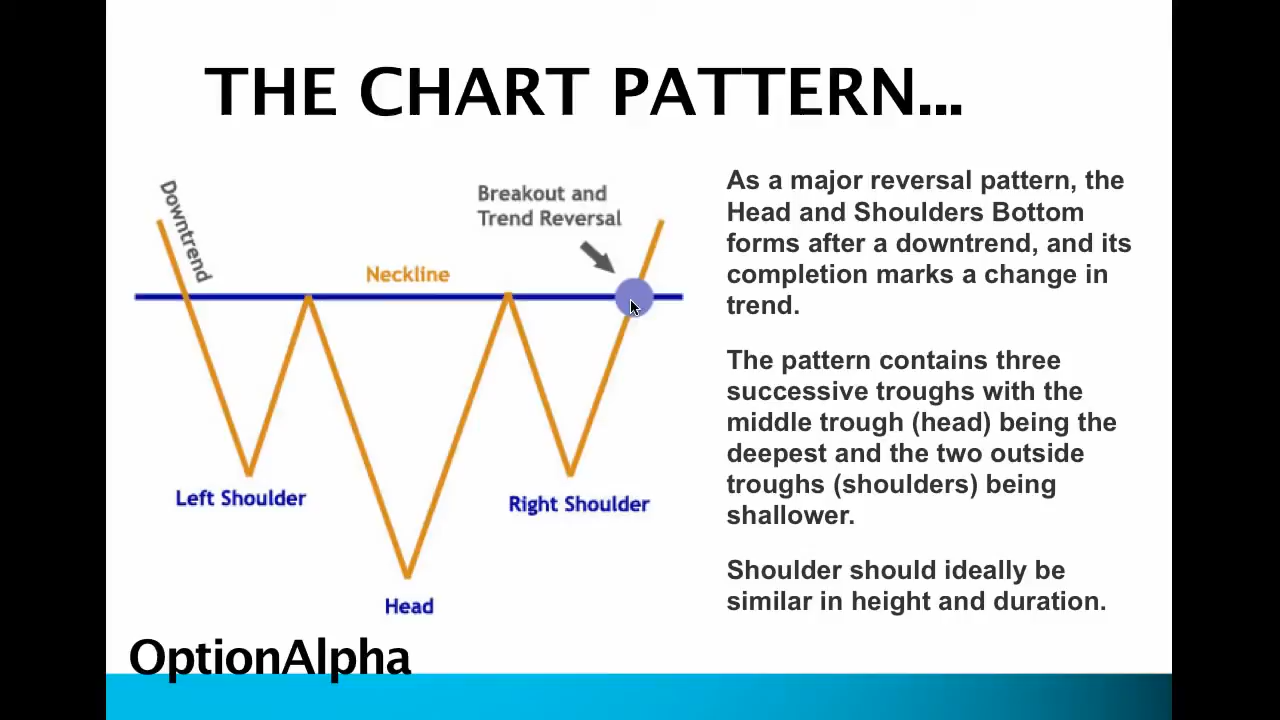 THE CHART PATTERN...
Downtrend
Breakout and
Trend Reversal
Neckline
Left Shoulder
Right Shoulder
Head
As a major reversal pattern, the
Head and Shoulders Bottom
forms after a downtrend, and its
completion marks a change in
trend.
The pattern contains three
successive troughs with the
middle trough (head) being the
deepest and the two outside
troughs (shoulders) being
shallower.
Shoulder should ideally be
similar in height and duration.
OptionAlpha